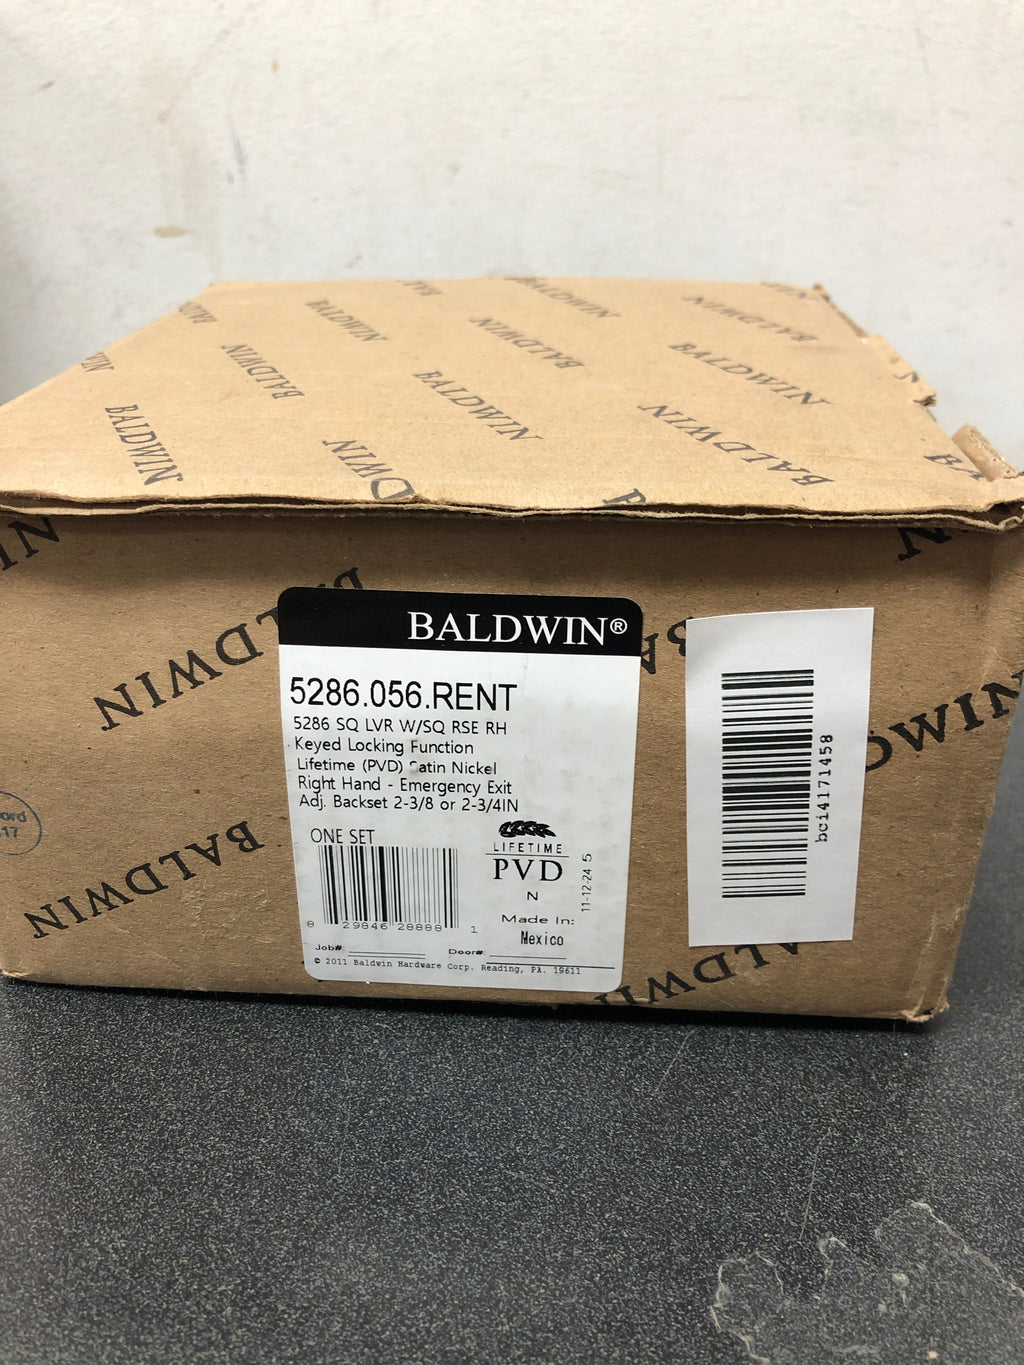 BALDWIN
BALDWIN
BALDWIN
BALDWIN
BALDWIN
BALDWIN
BALDWIN
BALDWIN
BALDWIN®
5286.056.RENT
5286 SQ LVR W/SQ RSE RH
Keyed Locking Function
Lifetime (PVD) Satin Nickel
Right Hand - Emergency Exit
Adj. Backset 2-3/8 or 2-3/4IN
ONE SET
LIFETIME
PVD
N
11-12-24 5
Made In:
Mexico
8 29846 28888 1
Job#: Door#:
© 2011 Baldwin Hardware Corp. Reading, PA. 19611
bci4171458
BALDWIN
17